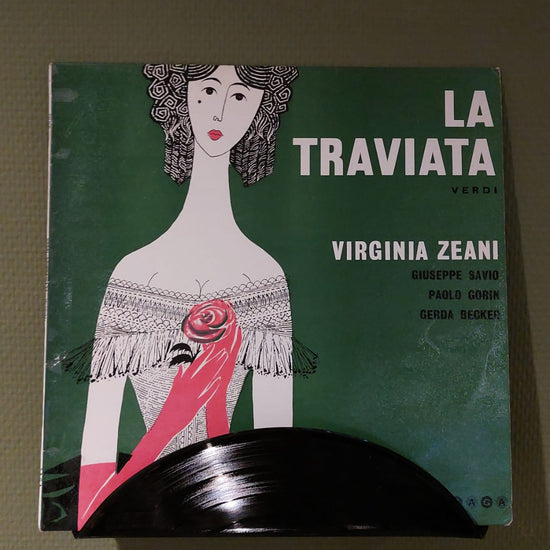 LA
TRAVIATA
VERDI
VIRGINIA ZEANI
GIUSEPPE SAVIO
PAOLO GORIN
GERDA BECKER